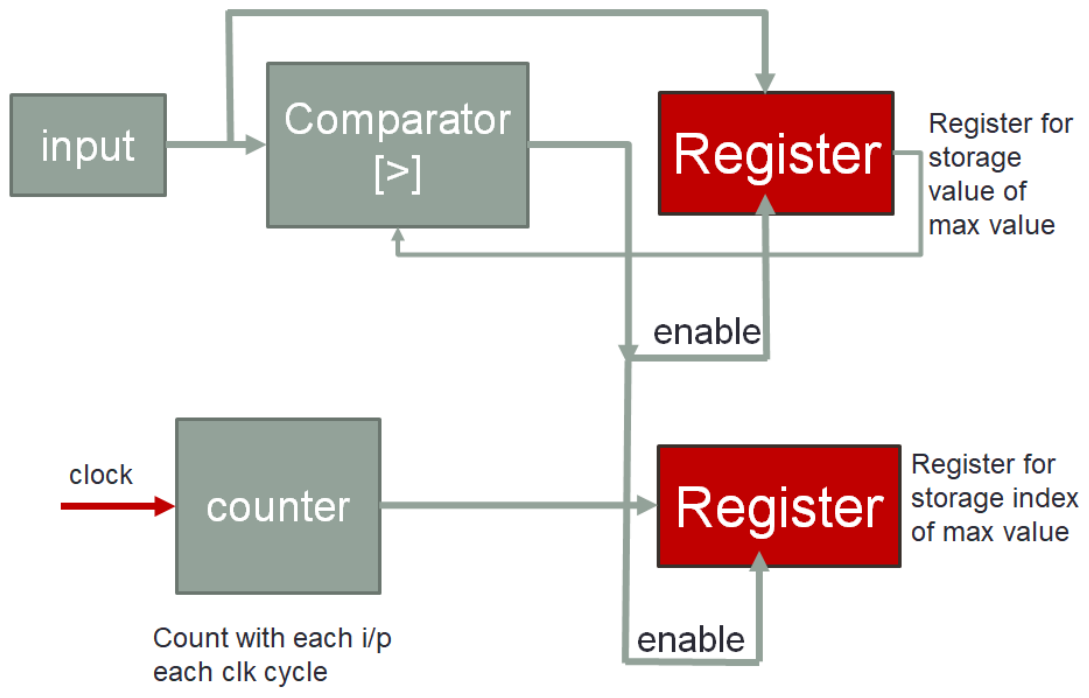 input
Comparator
[>]
Register
Register for
storage
value of
max value
enable
clock
counter
Register
Register for
storage index
of max value
Count with each i/p
each clk cycle
enable